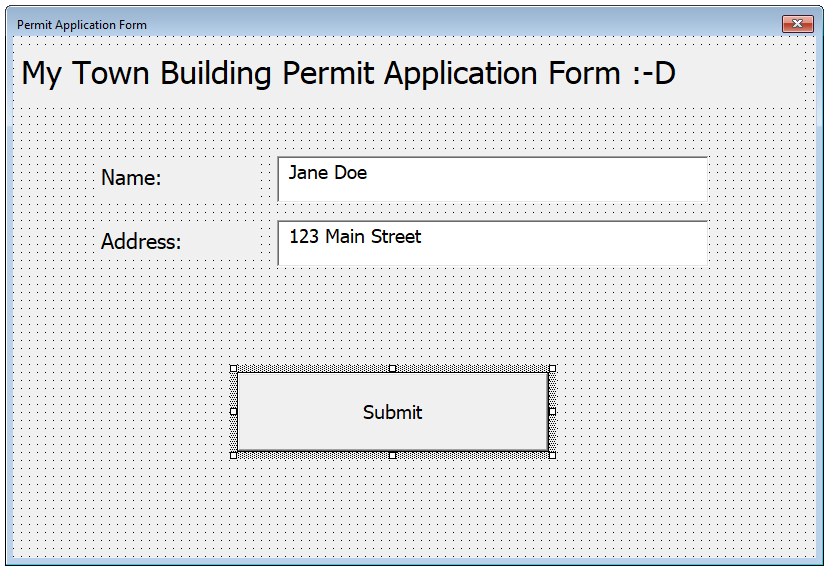 Permit Application Form
My Town Building Permit Application Form :-D
Name:
Jane Doe
Address:
123 Main Street
Submit